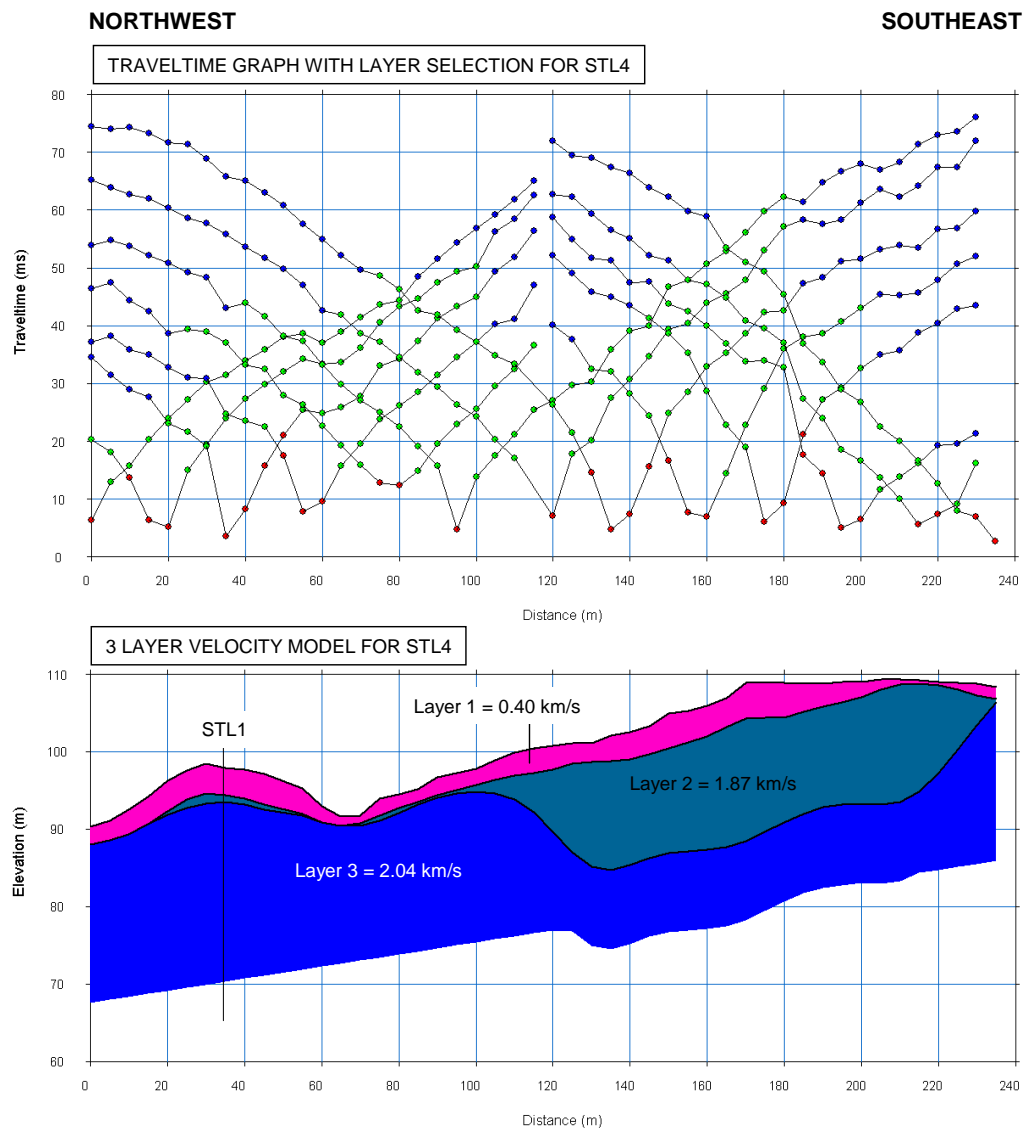 NORTHWEST SOUTHEAST
TRAVELTIME GRAPH WITH LAYER SELECTION FOR STL4
80
70
60
50
40
30
20
10
0
Traveltime (ms)
0 20 40 60 80 100 120 140 160 180 200 220 240
Distance (m)
3 LAYER VELOCITY MODEL FOR STL4
110
100
90
80
70
60
Elevation (m)
STL1
Layer 1 = 0.40 km/s
Layer 2 = 1.87 km/s
Layer 3 = 2.04 km/s
0 20 40 60 80 100 120 140 160 180 200 220 240
Distance (m)